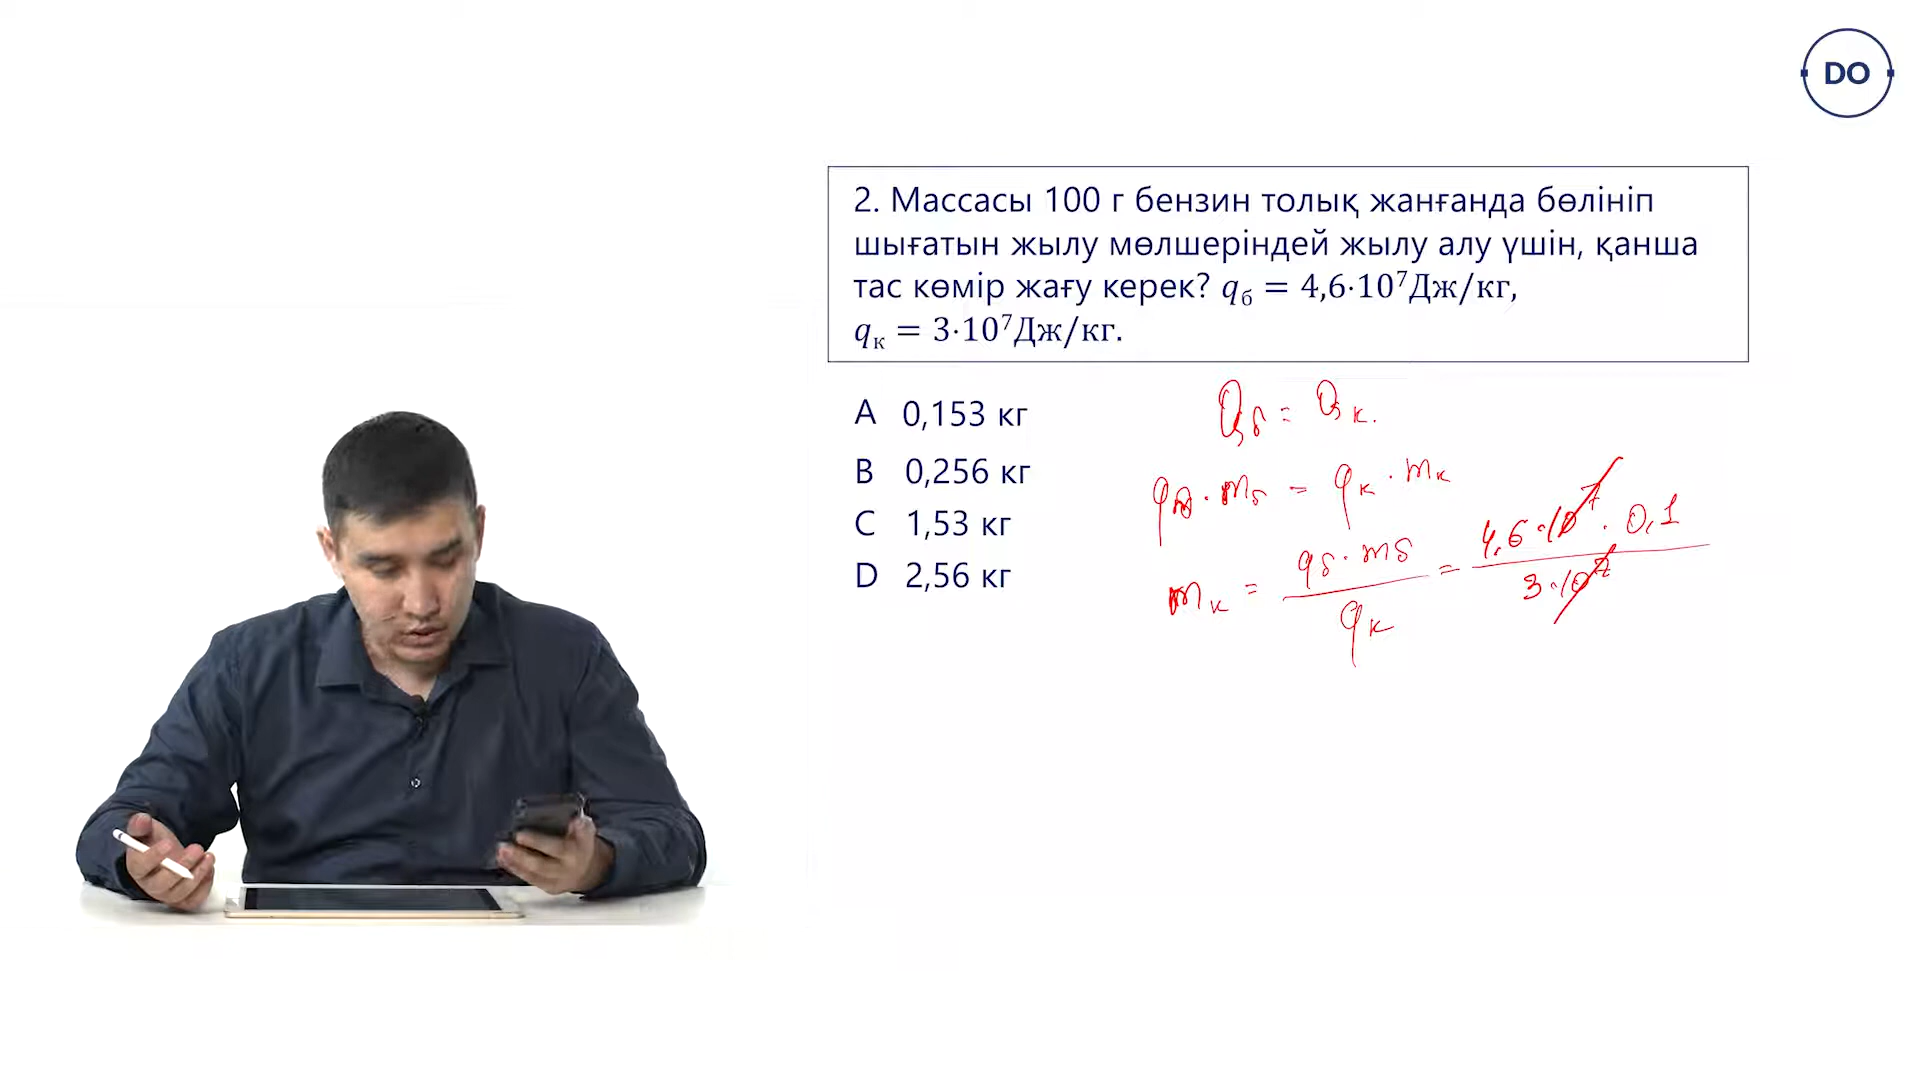 DO
2. Массасы 100 г бензин толық жанғанда бөлініп
шығатын жылу мөлшеріндей жылу алу үшін, қанша
тас көмір жағу керек? qб = 4,6·10⁷Дж/кг,
qк = 3·10⁷Дж/кг.
A 0,153 кг
B 0,256 кг
C 1,53 кг
D 2,56 кг
Qб = Qк.
qб · mб = qк · mк
mк = qб · mб / qк = 4,6·10⁷ · 0,1 / 3·10⁷